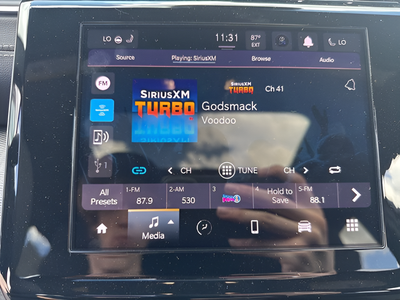 LO 11:31 87° EXT LO
Source Playing: SiriusXM Browse Audio
FM
SIRIUSXM TURBO
SIRIUSXM TURBO Ch 41
Godsmack
Voodoo
1
CH TUNE CH
All Presets 1-FM 87.9 2-AM 530 3 4 Hold to Save 5-FM 88.1
Media